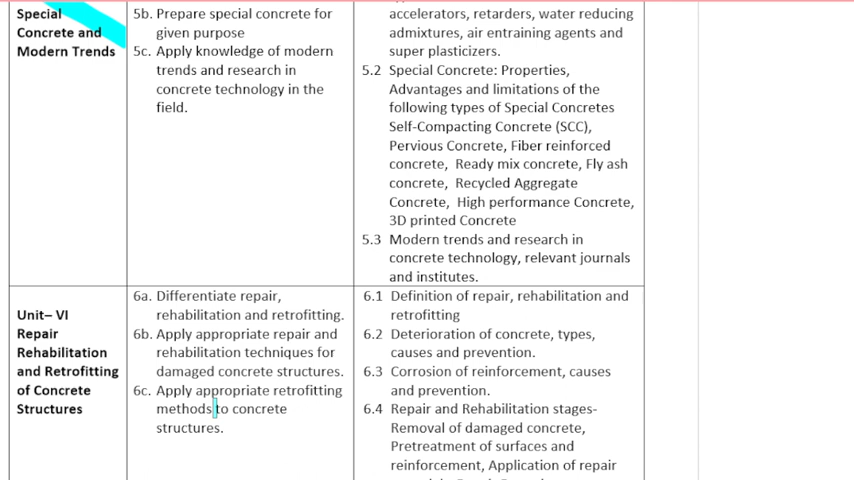 Special
Concrete and
Modern Trends
5b. Prepare special concrete for
given purpose
5c. Apply knowledge of modern
trends and research in
concrete technology in the
field.
accelerators, retarders, water reducing
admixtures, air entraining agents and
super plasticizers.
5.2 Special Concrete: Properties,
Advantages and limitations of the
following types of Special Concretes
Self-Compacting Concrete (SCC),
Pervious Concrete, Fiber reinforced
concrete, Ready mix concrete, Fly ash
concrete, Recycled Aggregate
Concrete, High performance Concrete,
3D printed Concrete
5.3 Modern trends and research in
concrete technology, relevant journals
and institutes.
Unit– VI
Repair
Rehabilitation
and Retrofitting
of Concrete
Structures
6a. Differentiate repair,
rehabilitation and retrofitting.
6b. Apply appropriate repair and
rehabilitation techniques for
damaged concrete structures.
6c. Apply appropriate retrofitting
methods to concrete
structures.
6.1 Definition of repair, rehabilitation and
retrofitting
6.2 Deterioration of concrete, types,
causes and prevention.
6.3 Corrosion of reinforcement, causes
and prevention.
6.4 Repair and Rehabilitation stages-
Removal of damaged concrete,
Pretreatment of surfaces and
reinforcement, Application of repair